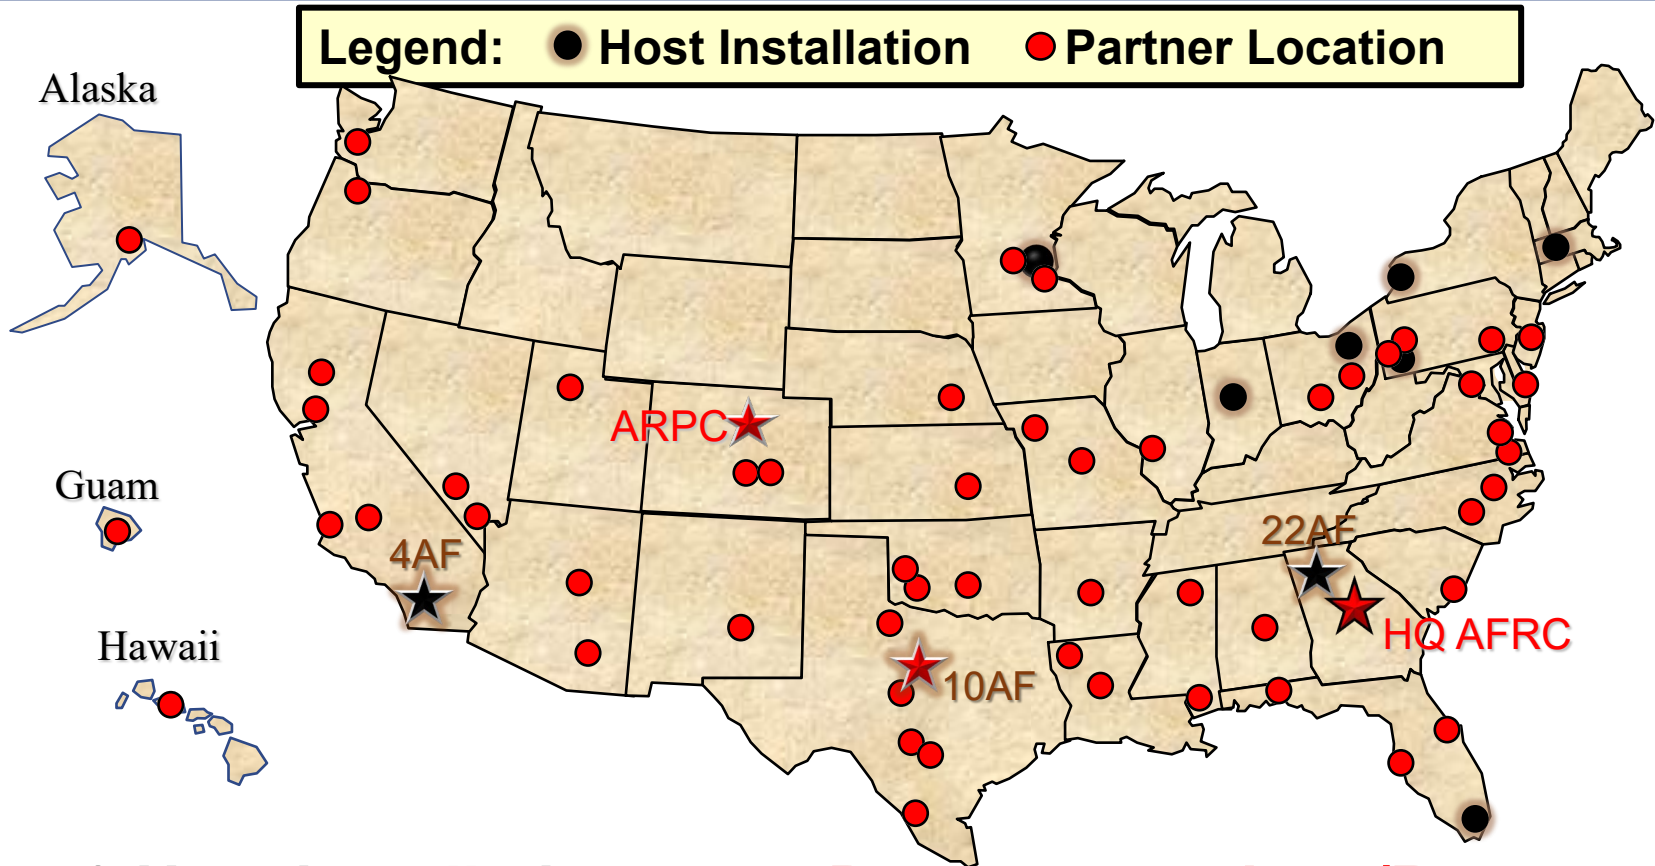 Legend: Host Installation Partner Location
Alaska
ARPC
Guam
22AF
4AF
HQ AFRC
Hawaii
10AF